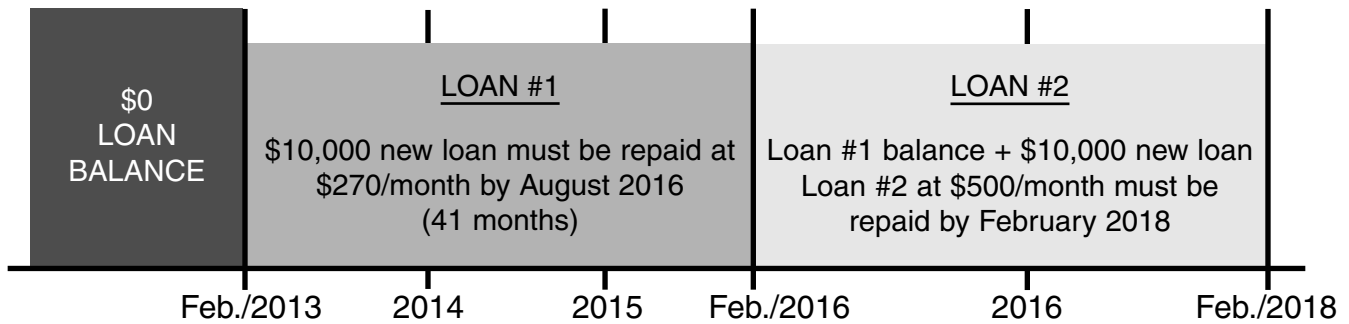 $0
LOAN
BALANCE
LOAN #1
$10,000 new loan must be repaid at
$270/month by August 2016
(41 months)
LOAN #2
Loan #1 balance + $10,000 new loan
Loan #2 at $500/month must be
repaid by February 2018
Feb./2013 2014 2015 Feb./2016 2016 Feb./2018